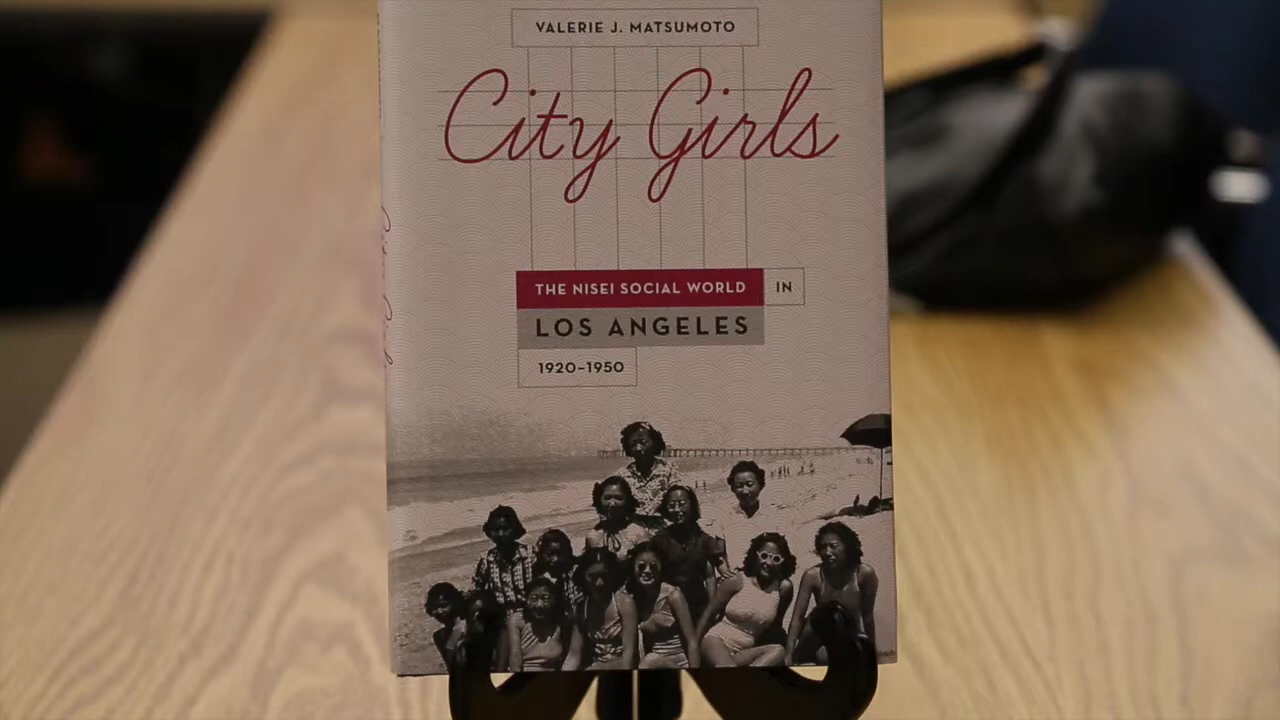 VALERIE J. MATSUMOTO
City Girls
THE NISEI SOCIAL WORLD IN
LOS ANGELES
1920–1950